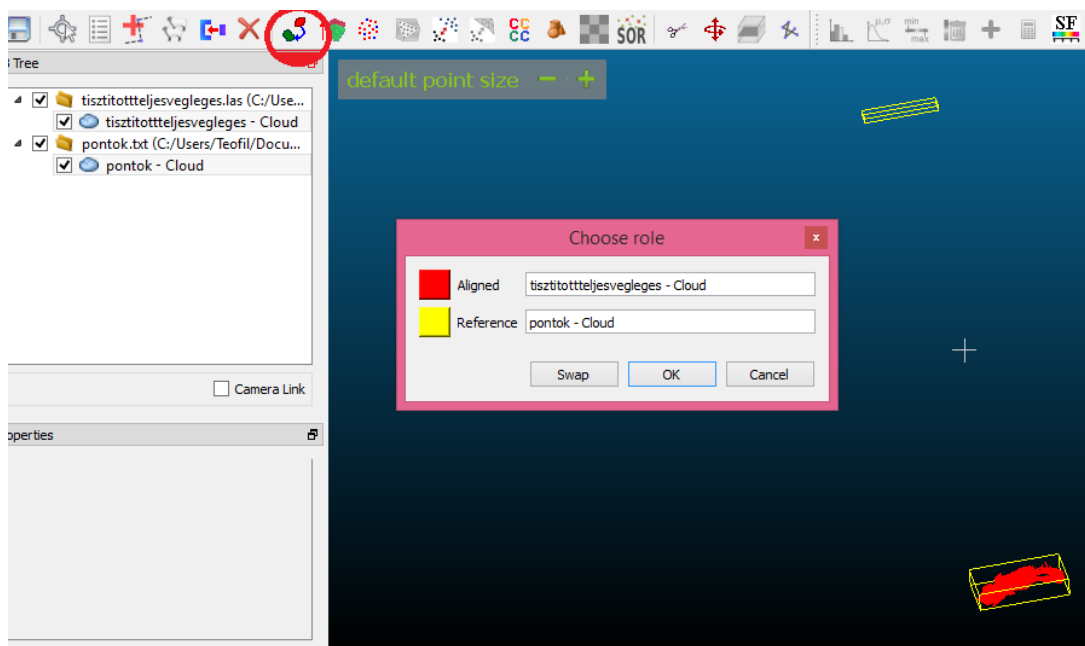 CC
CC
SOR
μ,σ
min
max
SF
Tree
tisztitottteljesvegleges.las (C:/Use...
tisztitottteljesvegleges - Cloud
pontok.txt (C:/Users/Teofil/Docu...
pontok - Cloud
default point size
Choose role
x
Aligned tisztitottteljesvegleges - Cloud
Reference pontok - Cloud
Swap OK Cancel
Camera Link
operties